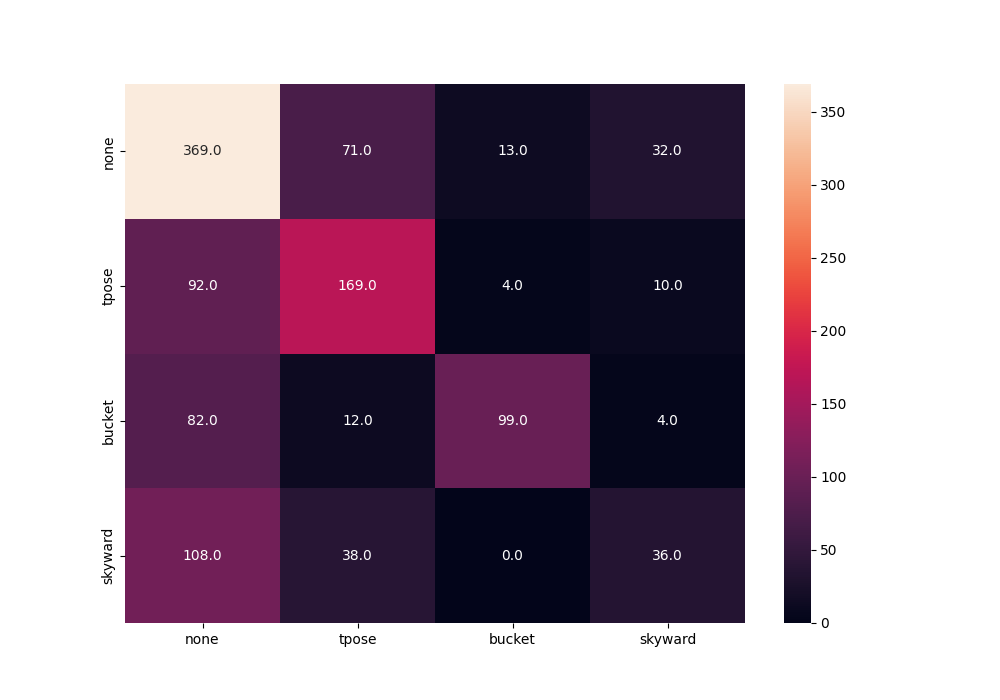 none 369.0 71.0 13.0 32.0
tpose 92.0 169.0 4.0 10.0
bucket 82.0 12.0 99.0 4.0
skyward 108.0 38.0 0.0 36.0
none tpose bucket skyward
350
300
250
200
150
100
50
0